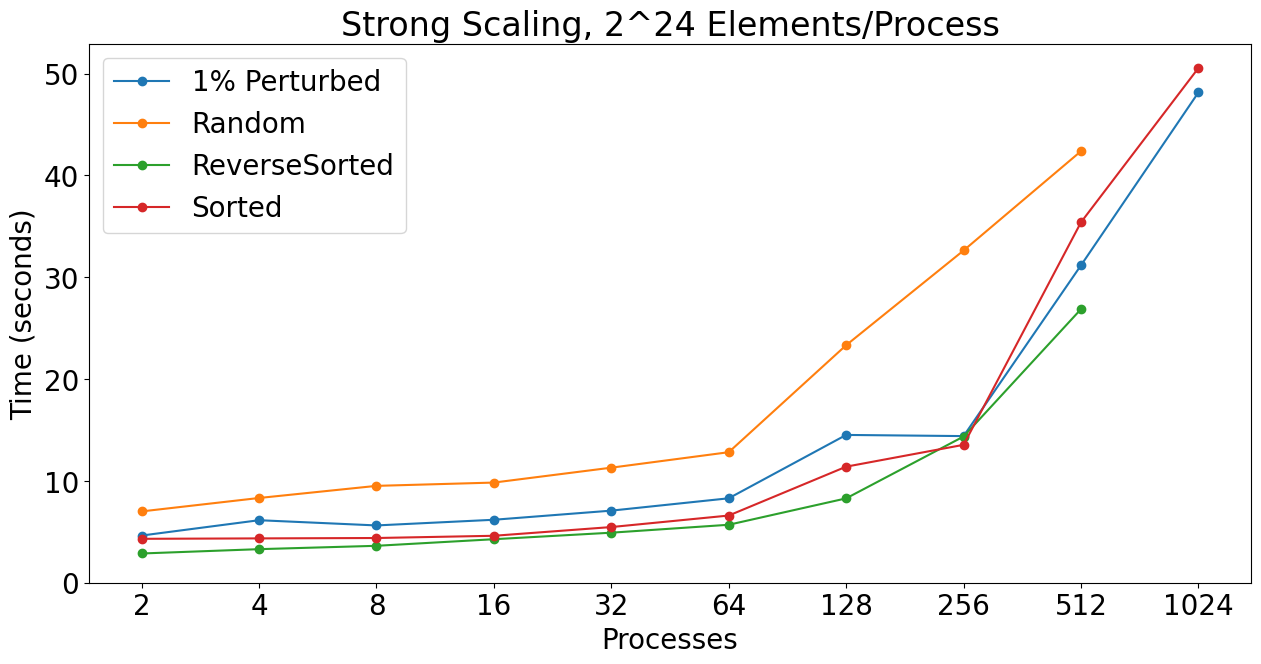 Strong Scaling, 2^24 Elements/Process
1% Perturbed
Random
ReverseSorted
Sorted
Time (seconds)
50
40
30
20
10
0
2 4 8 16 32 64 128 256 512 1024
Processes